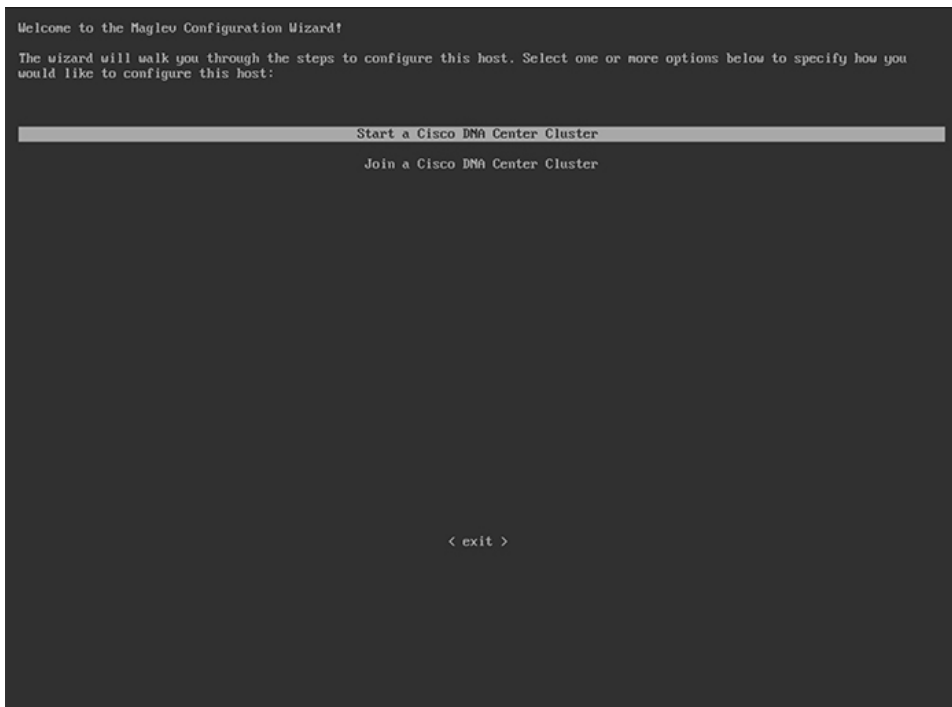 Welcome to the Maglev Configuration Wizard!
The wizard will walk you through the steps to configure this host. Select one or more options below to specify how you
would like to configure this host:
Start a Cisco DNA Center Cluster
Join a Cisco DNA Center Cluster
< exit >